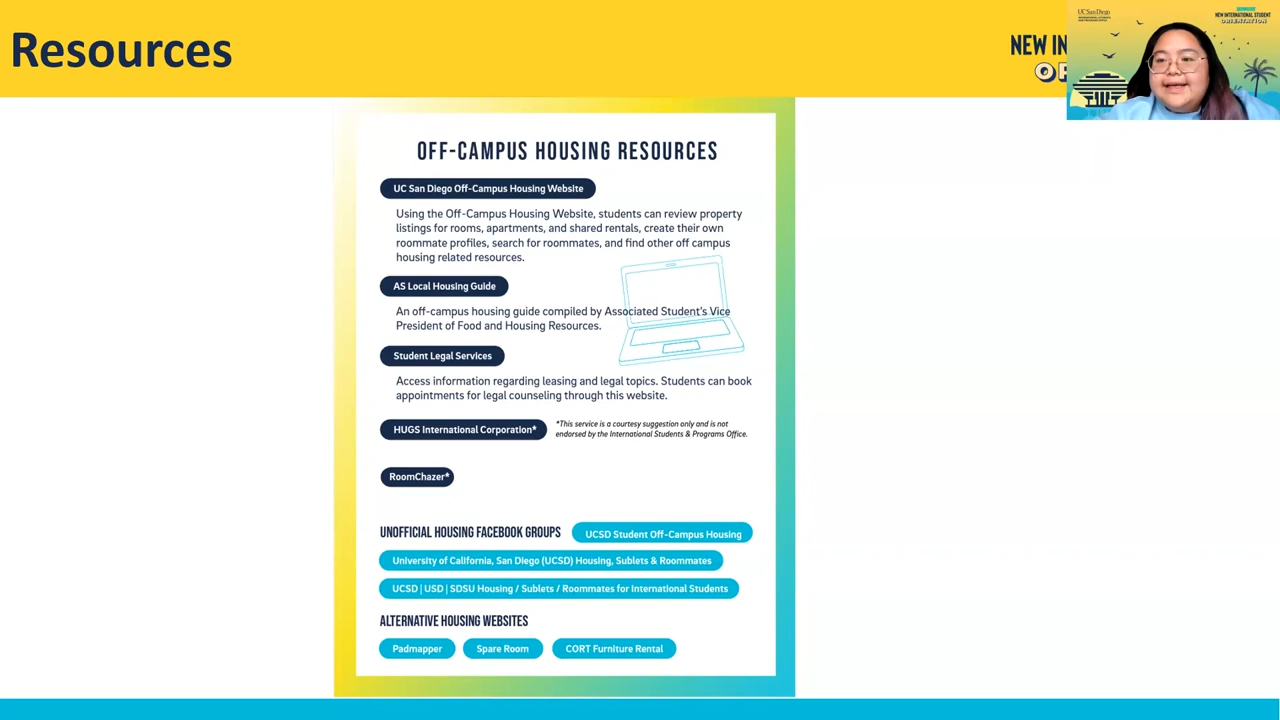 Resources
NEW IN
UC San Diego
NEW INTERNATIONAL STUDENT
ORIENTATION
OFF-CAMPUS HOUSING RESOURCES
UC San Diego Off-Campus Housing Website
Using the Off-Campus Housing Website, students can review property
listings for rooms, apartments, and shared rentals, create their own
roommate profiles, search for roommates, and find other off campus
housing related resources.
AS Local Housing Guide
An off-campus housing guide compiled by Associated Student's Vice
President of Food and Housing Resources.
Student Legal Services
Access information regarding leasing and legal topics. Students can book
appointments for legal counseling through this website.
HUGS International Corporation*
*This service is a courtesy suggestion only and is not
endorsed by the International Students & Programs Office.
RoomChazer*
UNOFFICIAL HOUSING FACEBOOK GROUPS
UCSD Student Off-Campus Housing
University of California, San Diego (UCSD) Housing, Sublets & Roommates
UCSD | USD | SDSU Housing / Sublets / Roommates for International Students
ALTERNATIVE HOUSING WEBSITES
Padmapper Spare Room CORT Furniture Rental